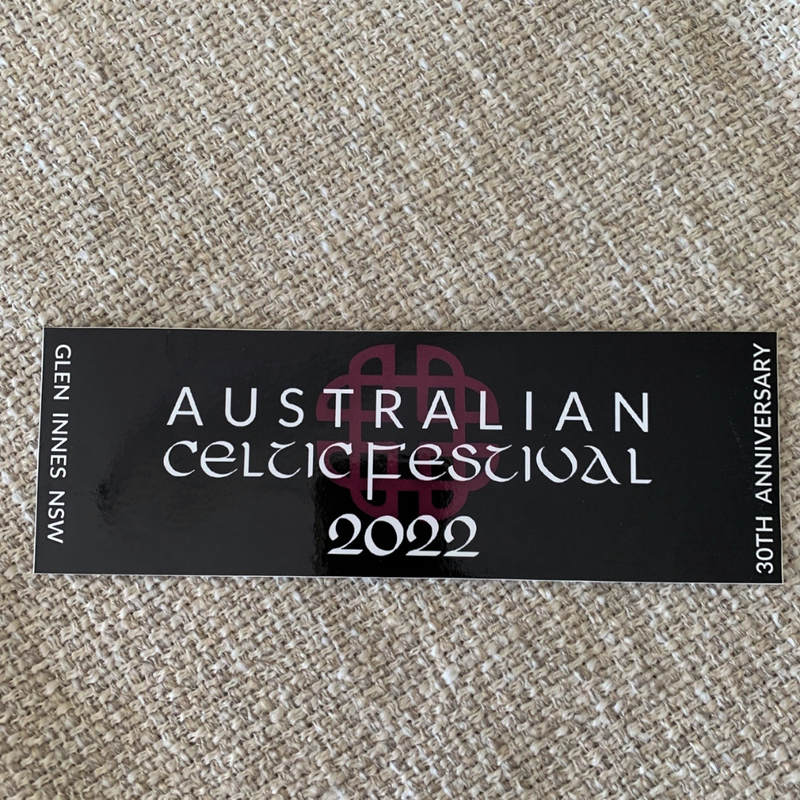 GLEN INNES NSW
AUSTRALIAN
CELTIC FESTIVAL
2022
30TH ANNIVERSARY